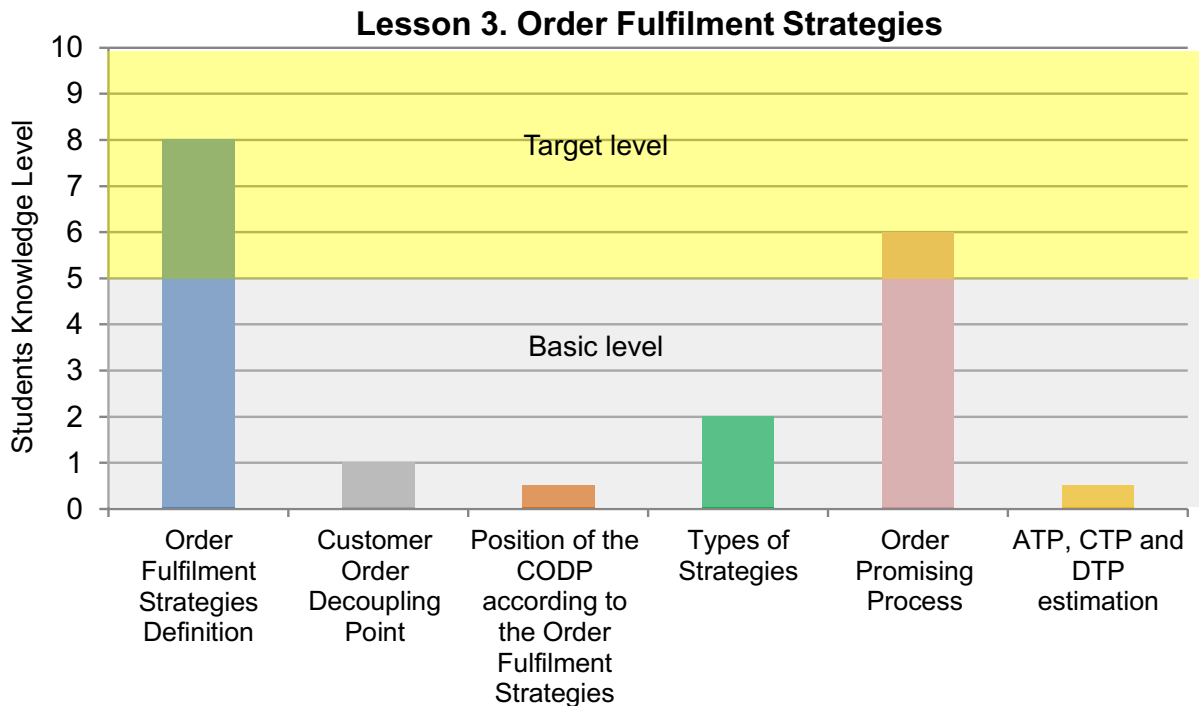 Lesson 3. Order Fulfilment Strategies
Students Knowledge Level
10
9
8
7
6
5
4
3
2
1
0
Target level
Basic level
Order
Fulfilment
Strategies
Definition
Customer
Order
Decoupling
Point
Position of the
CODP
according to
the Order
Fulfilment
Strategies
Types of
Strategies
Order
Promising
Process
ATP, CTP and
DTP
estimation